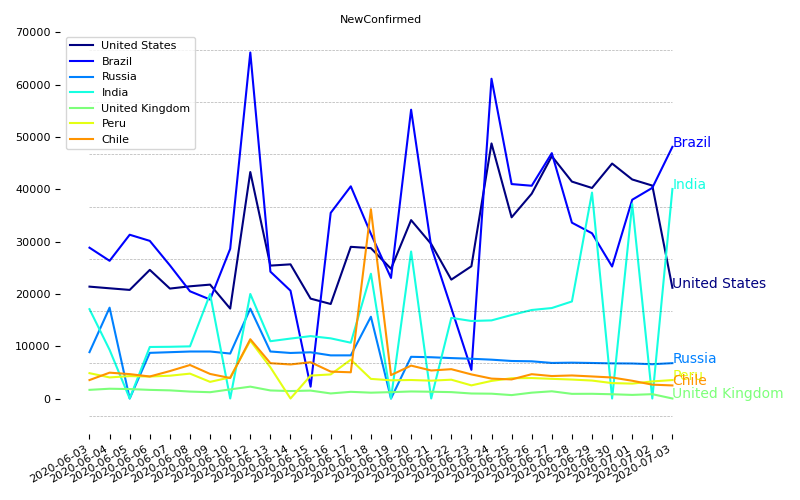 NewConfirmed
70000
60000
50000
40000
30000
20000
10000
0
United States
Brazil
Russia
India
United Kingdom
Peru
Chile
Brazil
India
United States
Russia
Peru
Chile
United Kingdom
2020-06-03
2020-06-04
2020-06-05
2020-06-06
2020-06-07
2020-06-08
2020-06-09
2020-06-10
2020-06-12
2020-06-13
2020-06-14
2020-06-15
2020-06-16
2020-06-17
2020-06-18
2020-06-19
2020-06-20
2020-06-21
2020-06-22
2020-06-23
2020-06-24
2020-06-25
2020-06-26
2020-06-27
2020-06-28
2020-06-29
2020-06-30
2020-07-01
2020-07-02
2020-07-03